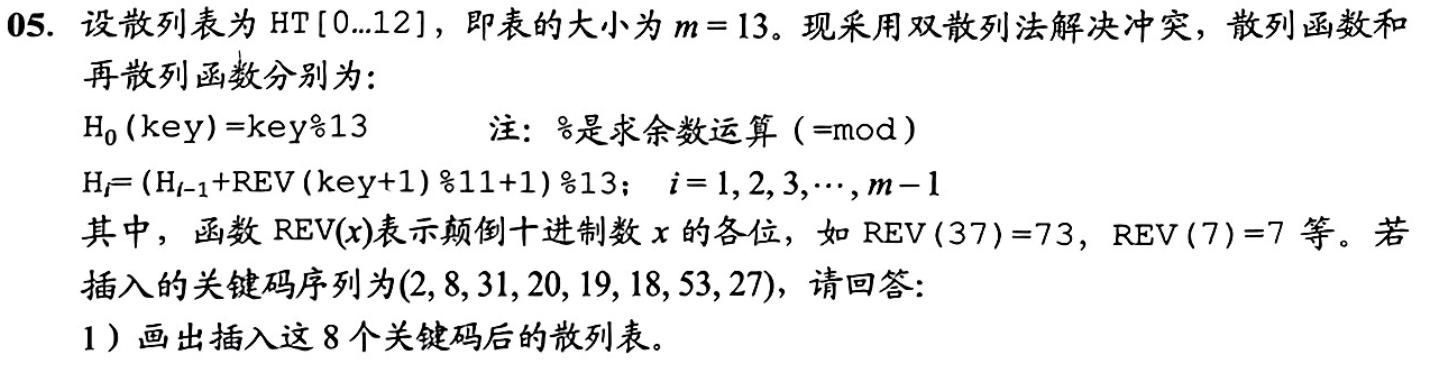 05. 设散列表为 HT[0…12]，即表的大小为 m = 13。现采用双散列法解决冲突，散列函数和
再散列函数分别为：
H₀(key)=key%13 注：%是求余数运算（=mod）
Hᵢ=(Hᵢ₋₁+REV(key+1)%11+1)%13； i = 1, 2, 3,⋯, m – 1
其中，函数 REV(x)表示颠倒十进制数 x 的各位，如 REV(37)=73，REV(7)=7 等。若
插入的关键码序列为(2, 8, 31, 20, 19, 18, 53, 27)，请回答：
1）画出插入这 8 个关键码后的散列表。